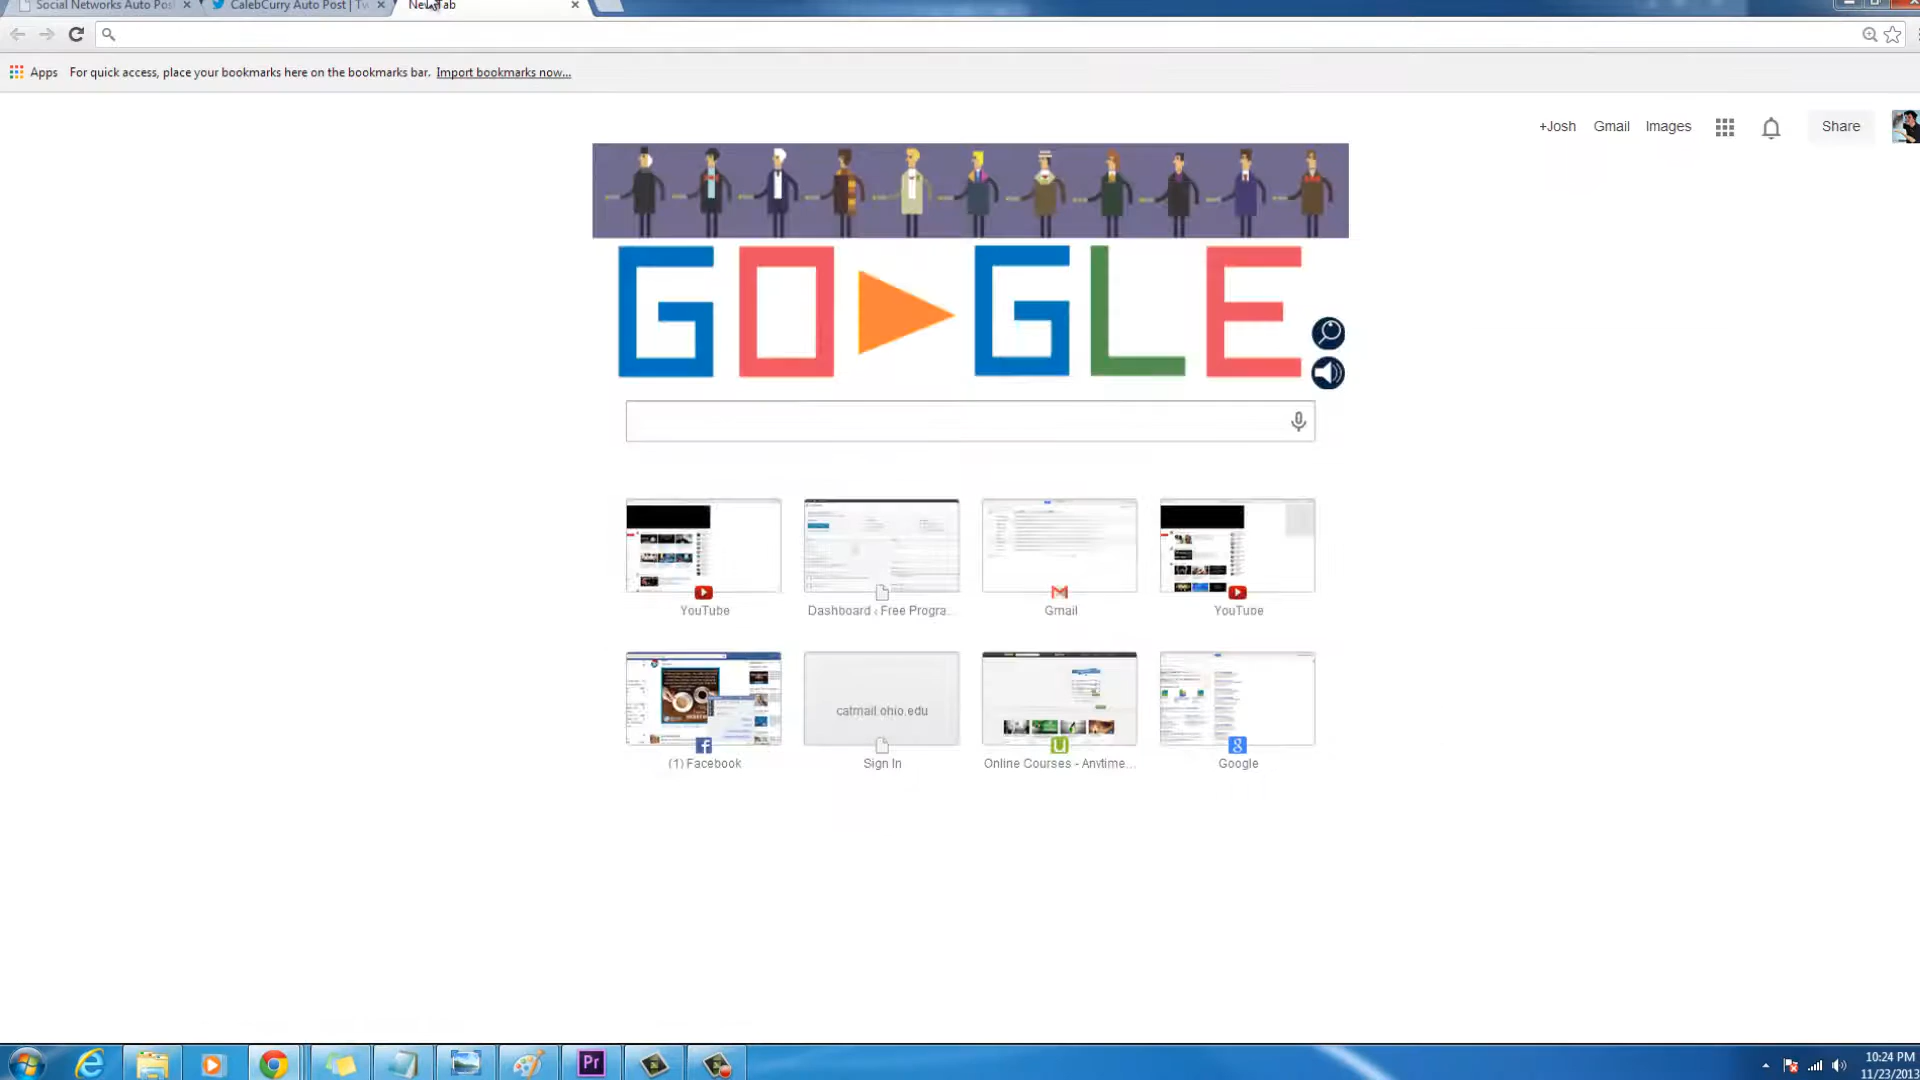 Social Networks Auto Pos
CalebCurry Auto Post | Tw
New Tab
Apps
For quick access, place your bookmarks here on the bookmarks bar. Import bookmarks now...
+Josh
Gmail
Images
Share
GO GLE
YouTube
Dashboard ‹ Free Progra...
Gmail
YouTube
catmail.ohio.edu
(1) Facebook
Sign In
Online Courses - Anytime...
Google
Pr
10:24 PM
11/23/2013